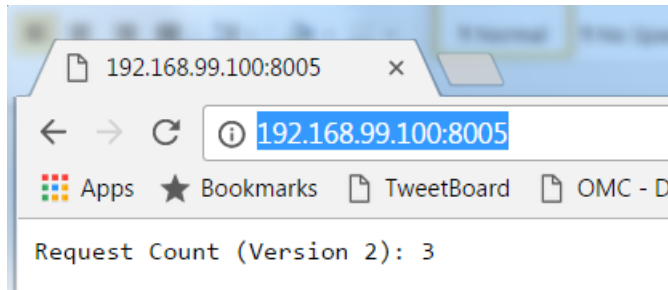 Normal
192.168.99.100:8005
192.168.99.100:8005
Apps Bookmarks TweetBoard OMC - D
Request Count (Version 2): 3